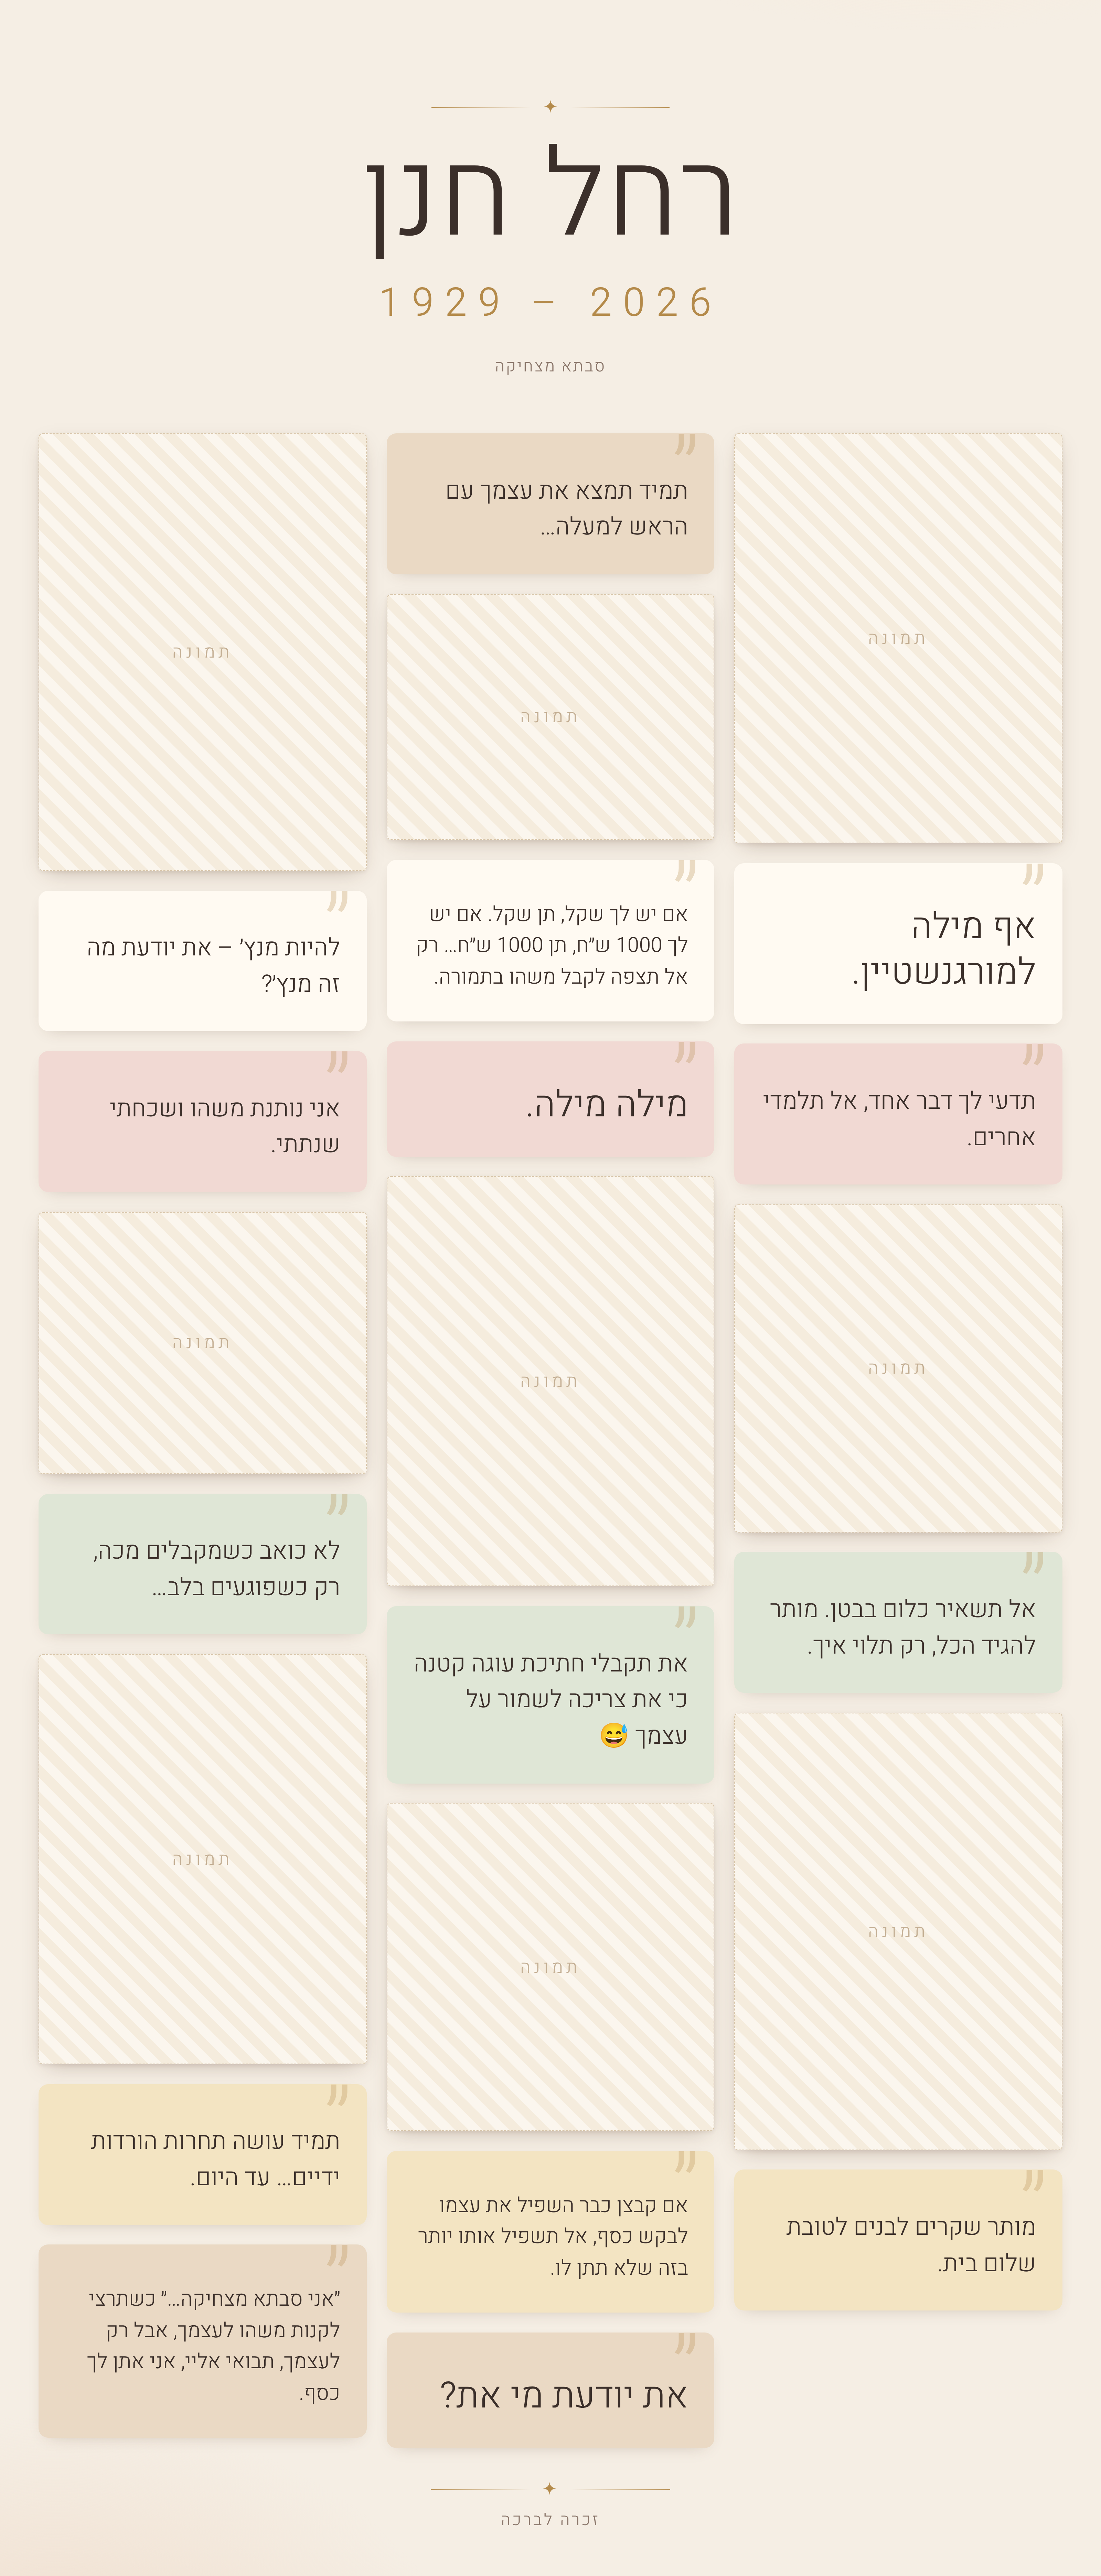 רחל חנן
1929 – 2026
סבתא מצחיקה
תמונה
אף מילה
למורגנשטיין.
תדעי לך דבר אחד, אל תלמדי
אחרים.
תמונה
אל תשאיר כלום בבטן. מותר
להגיד הכל, רק תלוי איך.
תמונה
מותר שקרים לבנים לטובת
שלום בית.
תמיד תמצא את עצמך עם
הראש למעלה...
תמונה
אם יש לך שקל, תן שקל. אם יש
לך 1000 ש״ח, תן 1000 ש״ח... רק
אל תצפה לקבל משהו בתמורה.
מילה מילה.
תמונה
את תקבלי חתיכת עוגה קטנה
כי את צריכה לשמור על
עצמך 😅
תמונה
אם קבצן כבר השפיל את עצמו
לבקש כסף, אל תשפיל אותו יותר
בזה שלא תתן לו.
את יודעת מי את?
תמונה
להיות מנץ׳ – את יודעת מה
זה מנץ׳?
אני נותנת משהו ושכחתי
שנתתי.
תמונה
לא כואב כשמקבלים מכה,
רק כשפוגעים בלב...
תמונה
תמיד עושה תחרות הורדות
ידיים... עד היום.
״אני סבתא מצחיקה...״ כשתרצי
לקנות משהו לעצמך, אבל רק
לעצמך, תבואי אליי, אני אתן לך
כסף.
זכרה לברכה